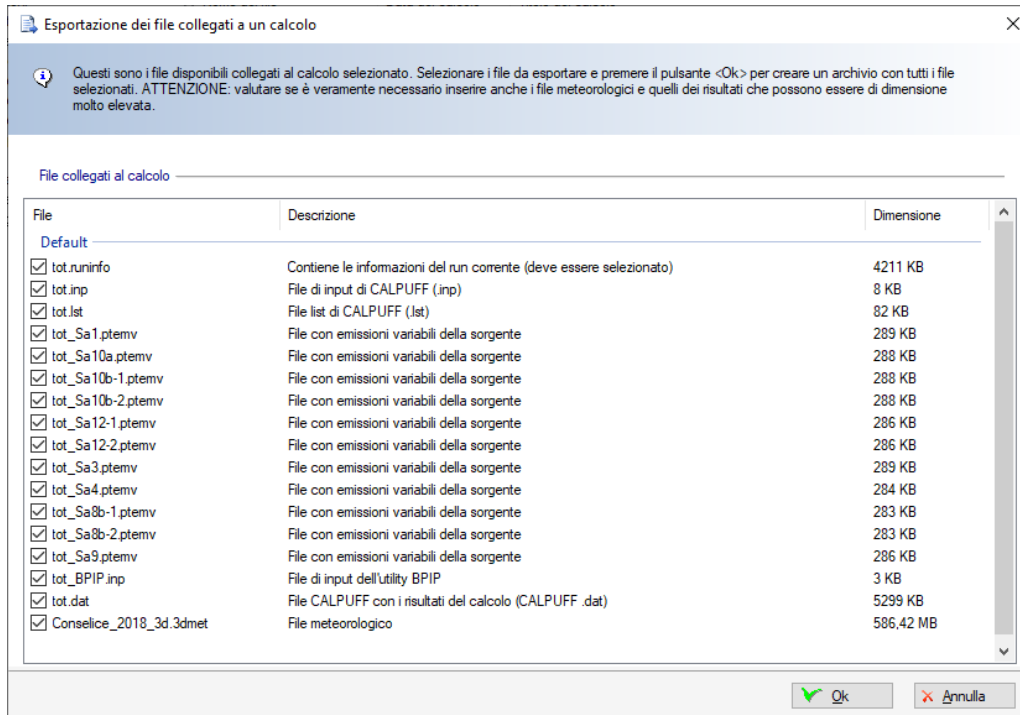 Esportazione dei file collegati a un calcolo
Questi sono i file disponibili collegati al calcolo selezionato. Selezionare i file da esportare e premere il pulsante <Ok> per creare un archivio con tutti i file
selezionati. ATTENZIONE: valutare se è veramente necessario inserire anche i file meteorologici e quelli dei risultati che possono essere di dimensione
molto elevata.
File collegati al calcolo
File Descrizione Dimensione
Default
tot.runinfo Contiene le informazioni del run corrente (deve essere selezionato) 4211 KB
tot.inp File di input di CALPUFF (.inp) 8 KB
tot.lst File list di CALPUFF (.lst) 82 KB
tot_Sa1.ptemv File con emissioni variabili della sorgente 289 KB
tot_Sa10a.ptemv File con emissioni variabili della sorgente 288 KB
tot_Sa10b-1.ptemv File con emissioni variabili della sorgente 288 KB
tot_Sa10b-2.ptemv File con emissioni variabili della sorgente 288 KB
tot_Sa12-1.ptemv File con emissioni variabili della sorgente 286 KB
tot_Sa12-2.ptemv File con emissioni variabili della sorgente 286 KB
tot_Sa3.ptemv File con emissioni variabili della sorgente 289 KB
tot_Sa4.ptemv File con emissioni variabili della sorgente 284 KB
tot_Sa8b-1.ptemv File con emissioni variabili della sorgente 283 KB
tot_Sa8b-2.ptemv File con emissioni variabili della sorgente 283 KB
tot_Sa9.ptemv File con emissioni variabili della sorgente 286 KB
tot_BPIP.inp File di input dell'utility BPIP 3 KB
tot.dat File CALPUFF con i risultati del calcolo (CALPUFF .dat) 5299 KB
Conselice_2018_3d.3dmet File meteorologico 586,42 MB
Ok Annulla